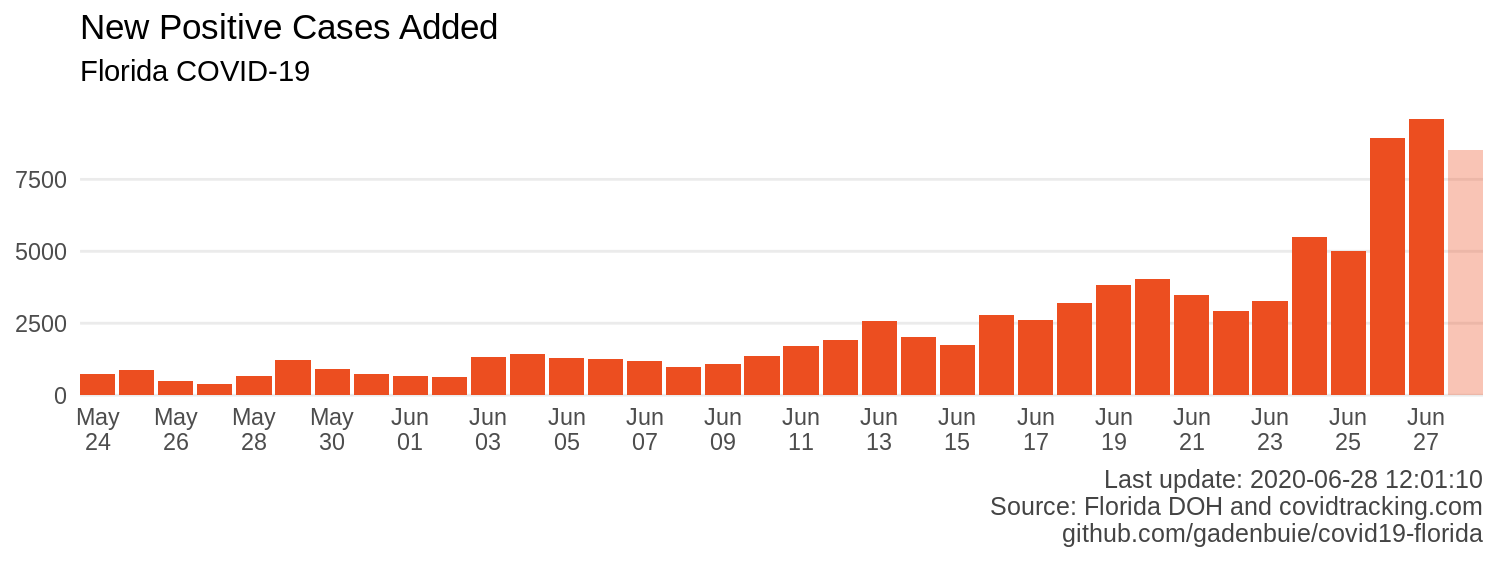 New Positive Cases Added
Florida COVID-19
7500
5000
2500
0
May May May May Jun Jun Jun Jun Jun Jun Jun Jun Jun Jun Jun Jun Jun Jun
24 26 28 30 01 03 05 07 09 11 13 15 17 19 21 23 25 27
Last update: 2020-06-28 12:01:10
Source: Florida DOH and covidtracking.com
github.com/gadenbuie/covid19-florida